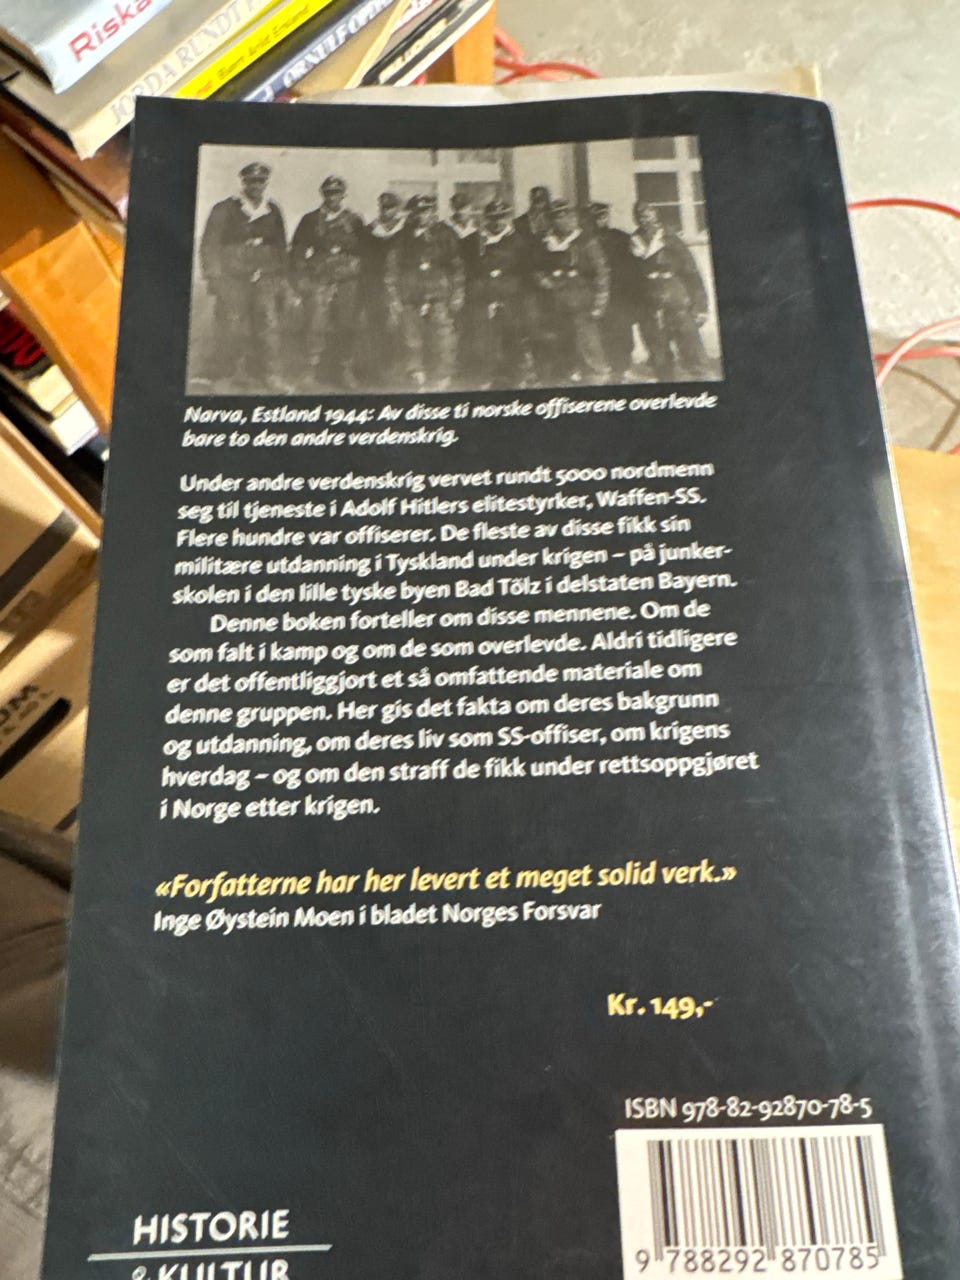 Riska
JORDA RUNDT
ARNULF
Narva, Estland 1944: Av disse ti norske offiserene overlevde
bare to den andre verdenskrig.
Under andre verdenskrig vervet rundt 5000 nordmenn
seg til tjeneste i Adolf Hitlers elitestyrker, Waffen-SS.
Flere hundre var offiserer. De fleste av disse fikk sin
militære utdanning i Tyskland under krigen – på junker-
skolen i den lille tyske byen Bad Tölz i delstaten Bayern.
Denne boken forteller om disse mennene. Om de
som falt i kamp og om de som overlevde. Aldri tidligere
er det offentliggjort et så omfattende materiale om
denne gruppen. Her gis det fakta om deres bakgrunn
og utdanning, om deres liv som SS-offiser, om krigens
hverdag – og om den straff de fikk under rettsoppgjøret
i Norge etter krigen.
«Forfatterne har her levert et meget solid verk.»
Inge Øystein Moen i bladet Norges Forsvar
Kr. 149,-
ISBN 978-82-92870-78-5
9 788292 870785
HISTORIE
& KULTUR